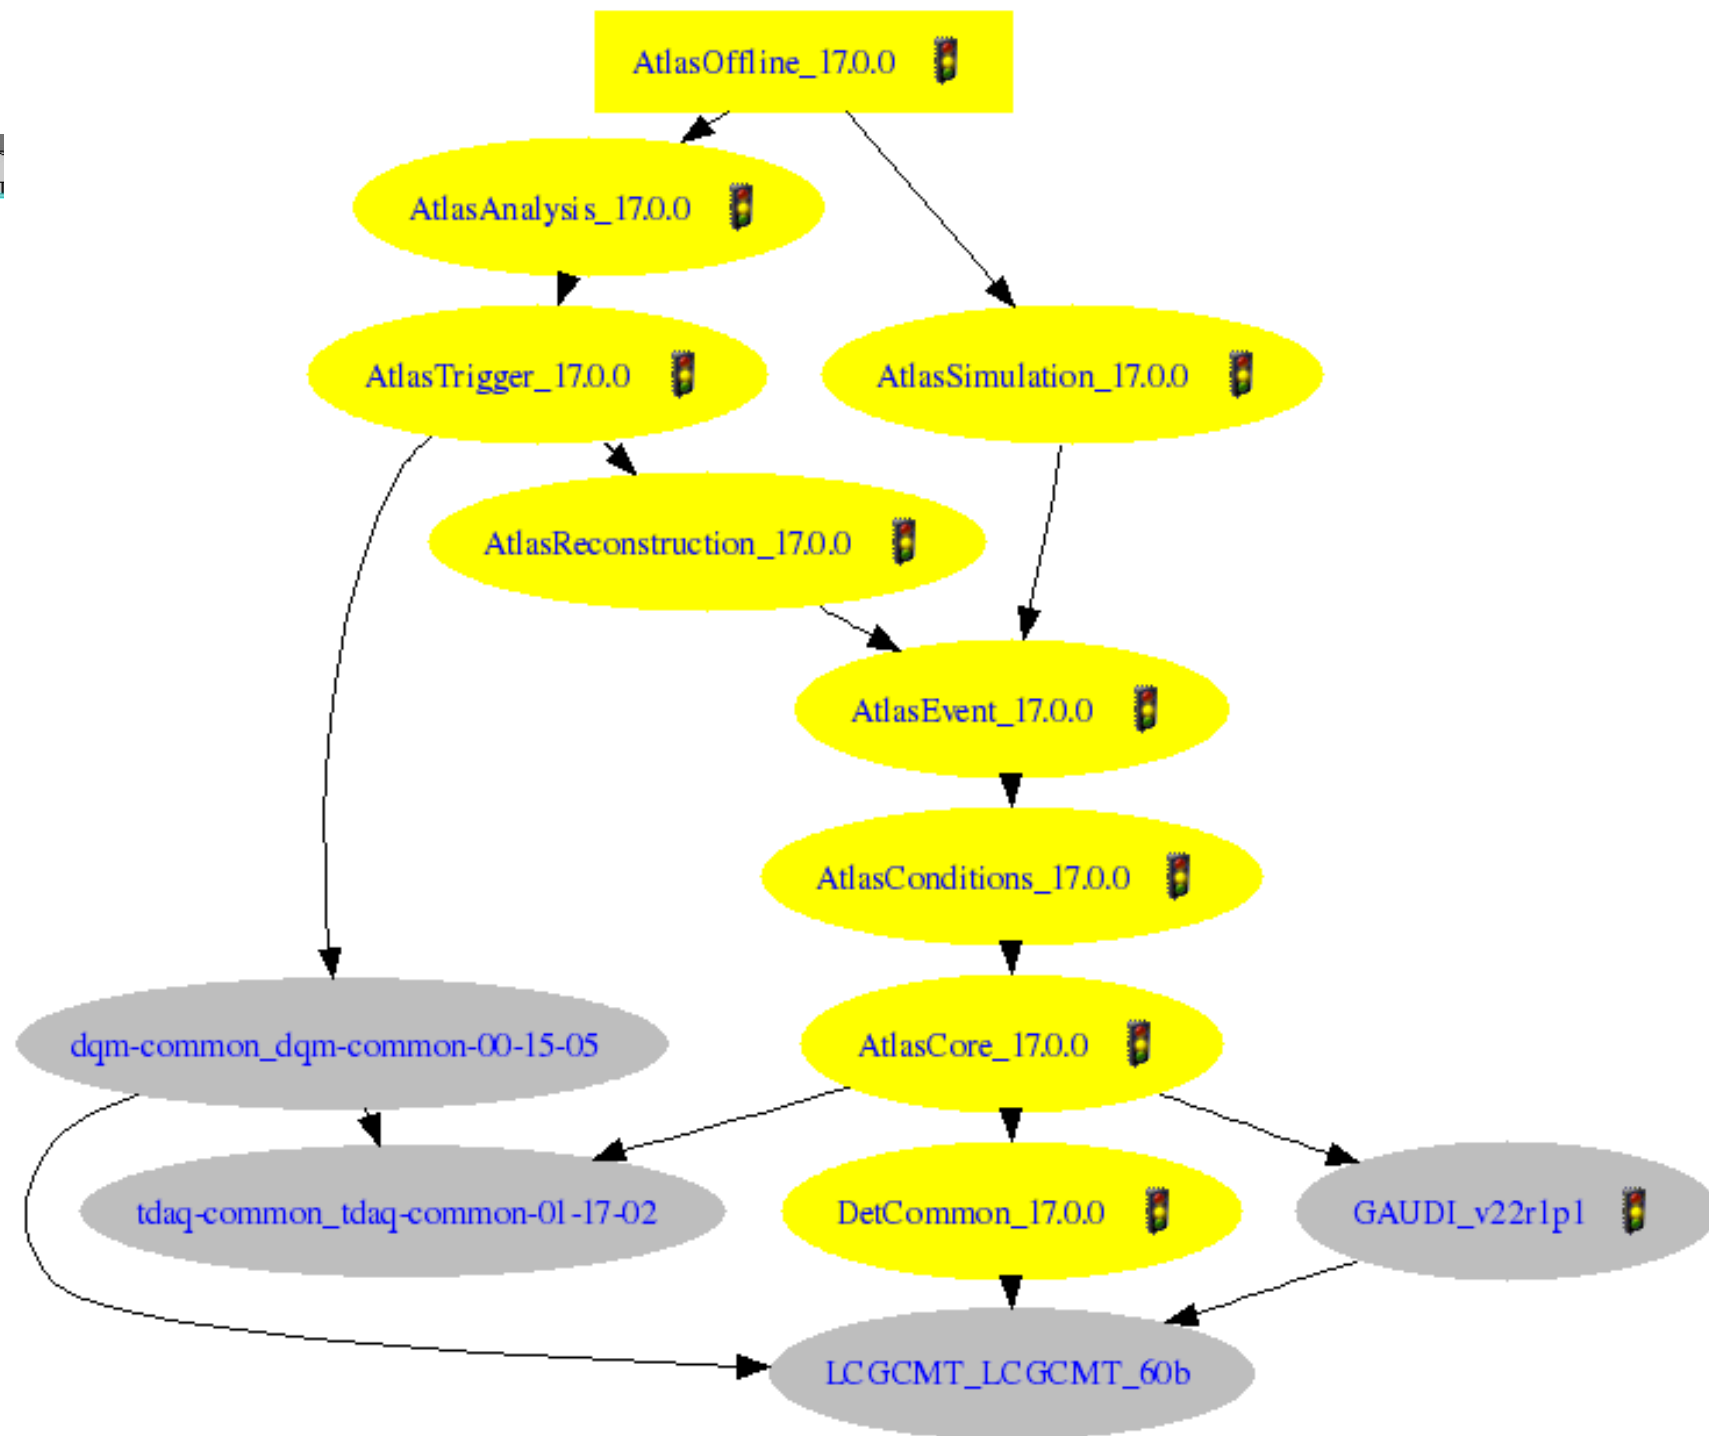 AtlasOffline_17.0.0
AtlasAnalysis_17.0.0
AtlasTrigger_17.0.0
AtlasSimulation_17.0.0
AtlasReconstruction_17.0.0
AtlasEvent_17.0.0
AtlasConditions_17.0.0
dqm-common_dqm-common-00-15-05
AtlasCore_17.0.0
tdaq-common_tdaq-common-01-17-02
DetCommon_17.0.0
GAUDI_v22r1p1
LCGCMT_LCGCMT_60b